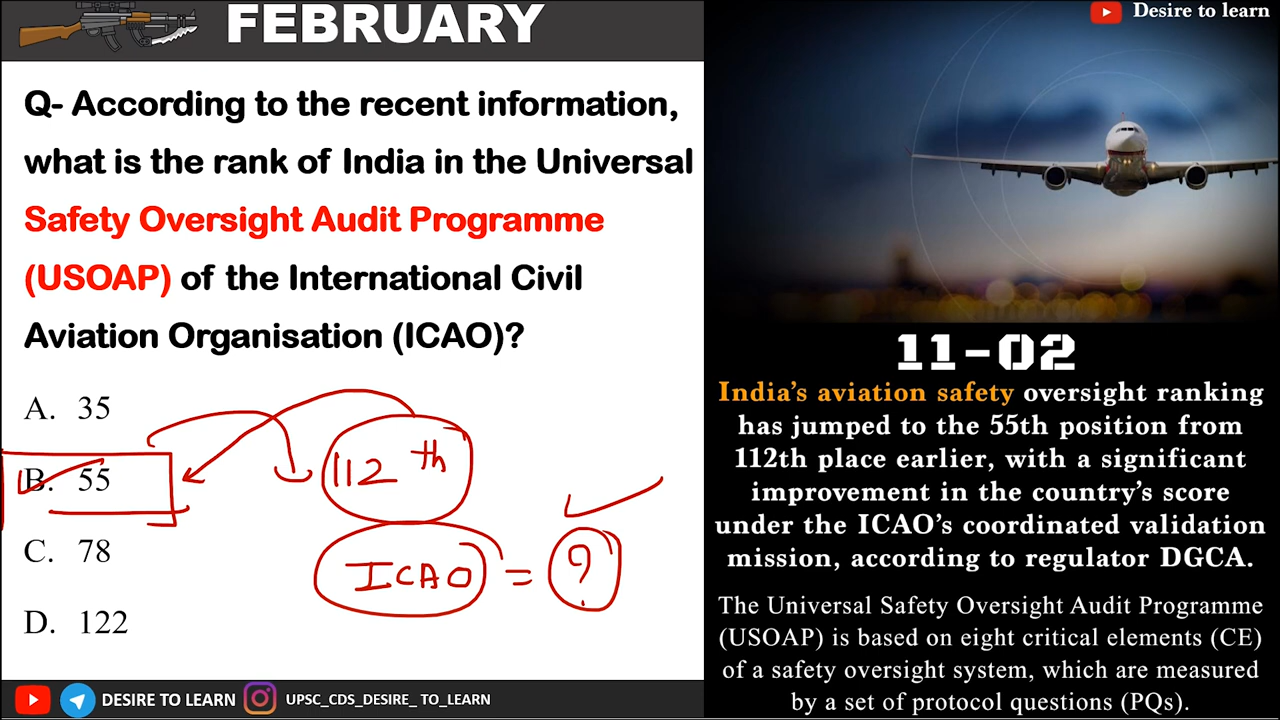 FEBRUARY
Desire to learn
Q- According to the recent information,
what is the rank of India in the Universal
Safety Oversight Audit Programme
(USOAP) of the International Civil
Aviation Organisation (ICAO)?
A. 35
B. 55
C. 78
D. 122
112th
ICAO = ?
11-02
India's aviation safety oversight ranking
has jumped to the 55th position from
112th place earlier, with a significant
improvement in the country's score
under the ICAO's coordinated validation
mission, according to regulator DGCA.
The Universal Safety Oversight Audit Programme
(USOAP) is based on eight critical elements (CE)
of a safety oversight system, which are measured
by a set of protocol questions (PQs).
DESIRE TO LEARN UPSC_CDS_DESIRE_ TO_LEARN